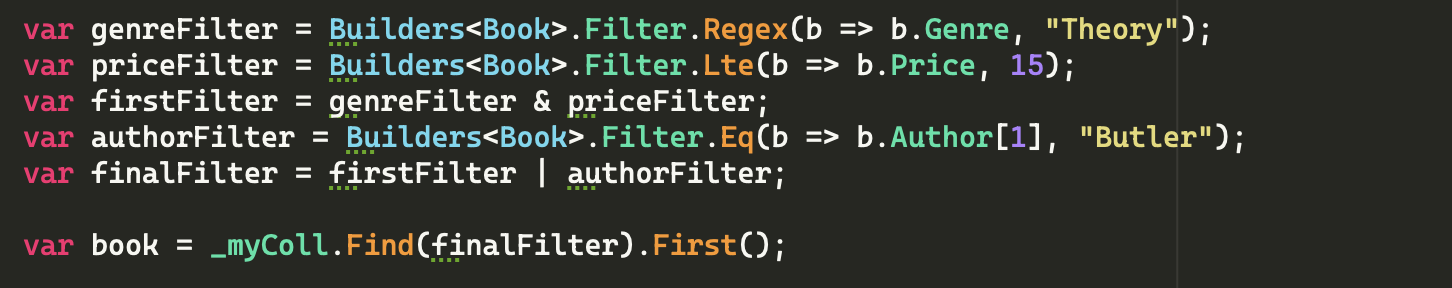 var genreFilter = Builders<Book>.Filter.Regex(b => b.Genre, "Theory");
var priceFilter = Builders<Book>.Filter.Lte(b => b.Price, 15);
var firstFilter = genreFilter & priceFilter;
var authorFilter = Builders<Book>.Filter.Eq(b => b.Author[1], "Butler");
var finalFilter = firstFilter | authorFilter;
var book = _myColl.Find(finalFilter).First();